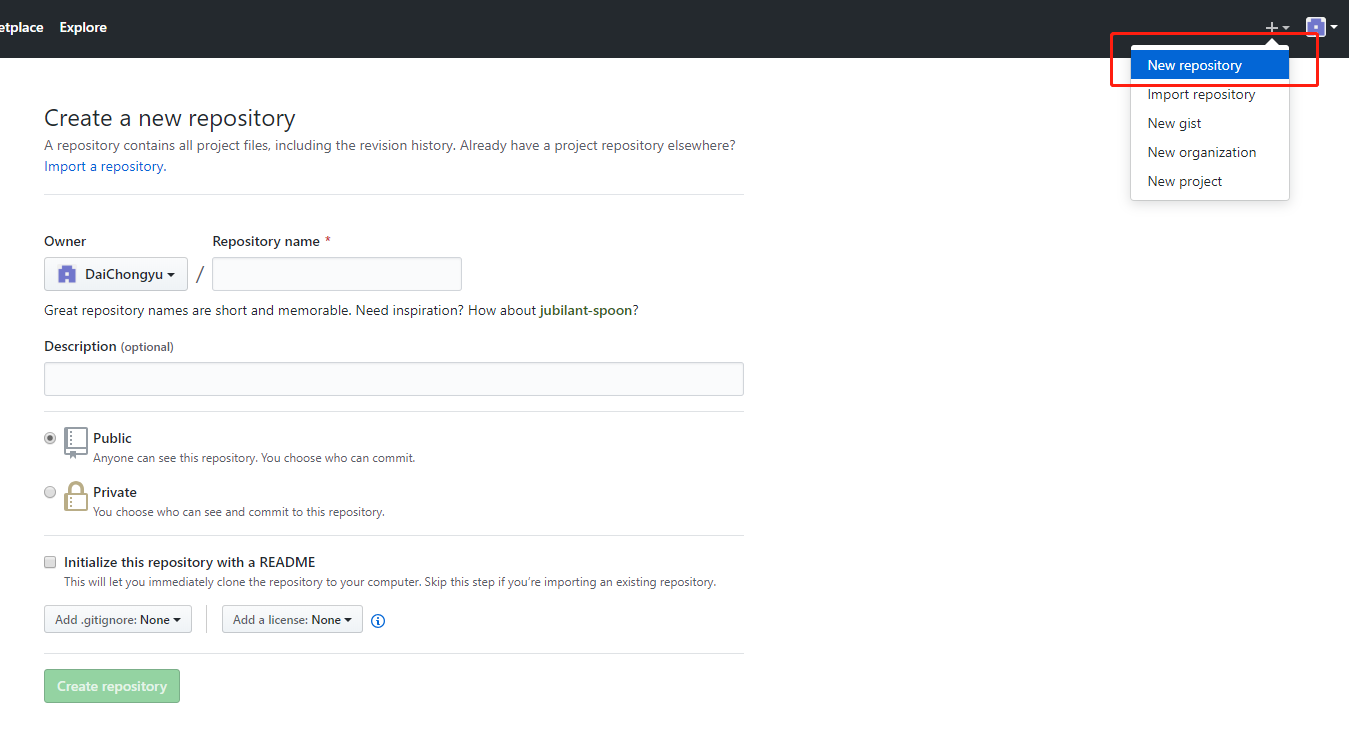 etplace Explore
New repository
Import repository
New gist
New organization
New project
Create a new repository
A repository contains all project files, including the revision history. Already have a project repository elsewhere?
Import a repository.
Owner Repository name *
DaiChongyu /
Great repository names are short and memorable. Need inspiration? How about jubilant-spoon?
Description (optional)
Public
Anyone can see this repository. You choose who can commit.
Private
You choose who can see and commit to this repository.
Initialize this repository with a README
This will let you immediately clone the repository to your computer. Skip this step if you’re importing an existing repository.
Add .gitignore: None Add a license: None
Create repository